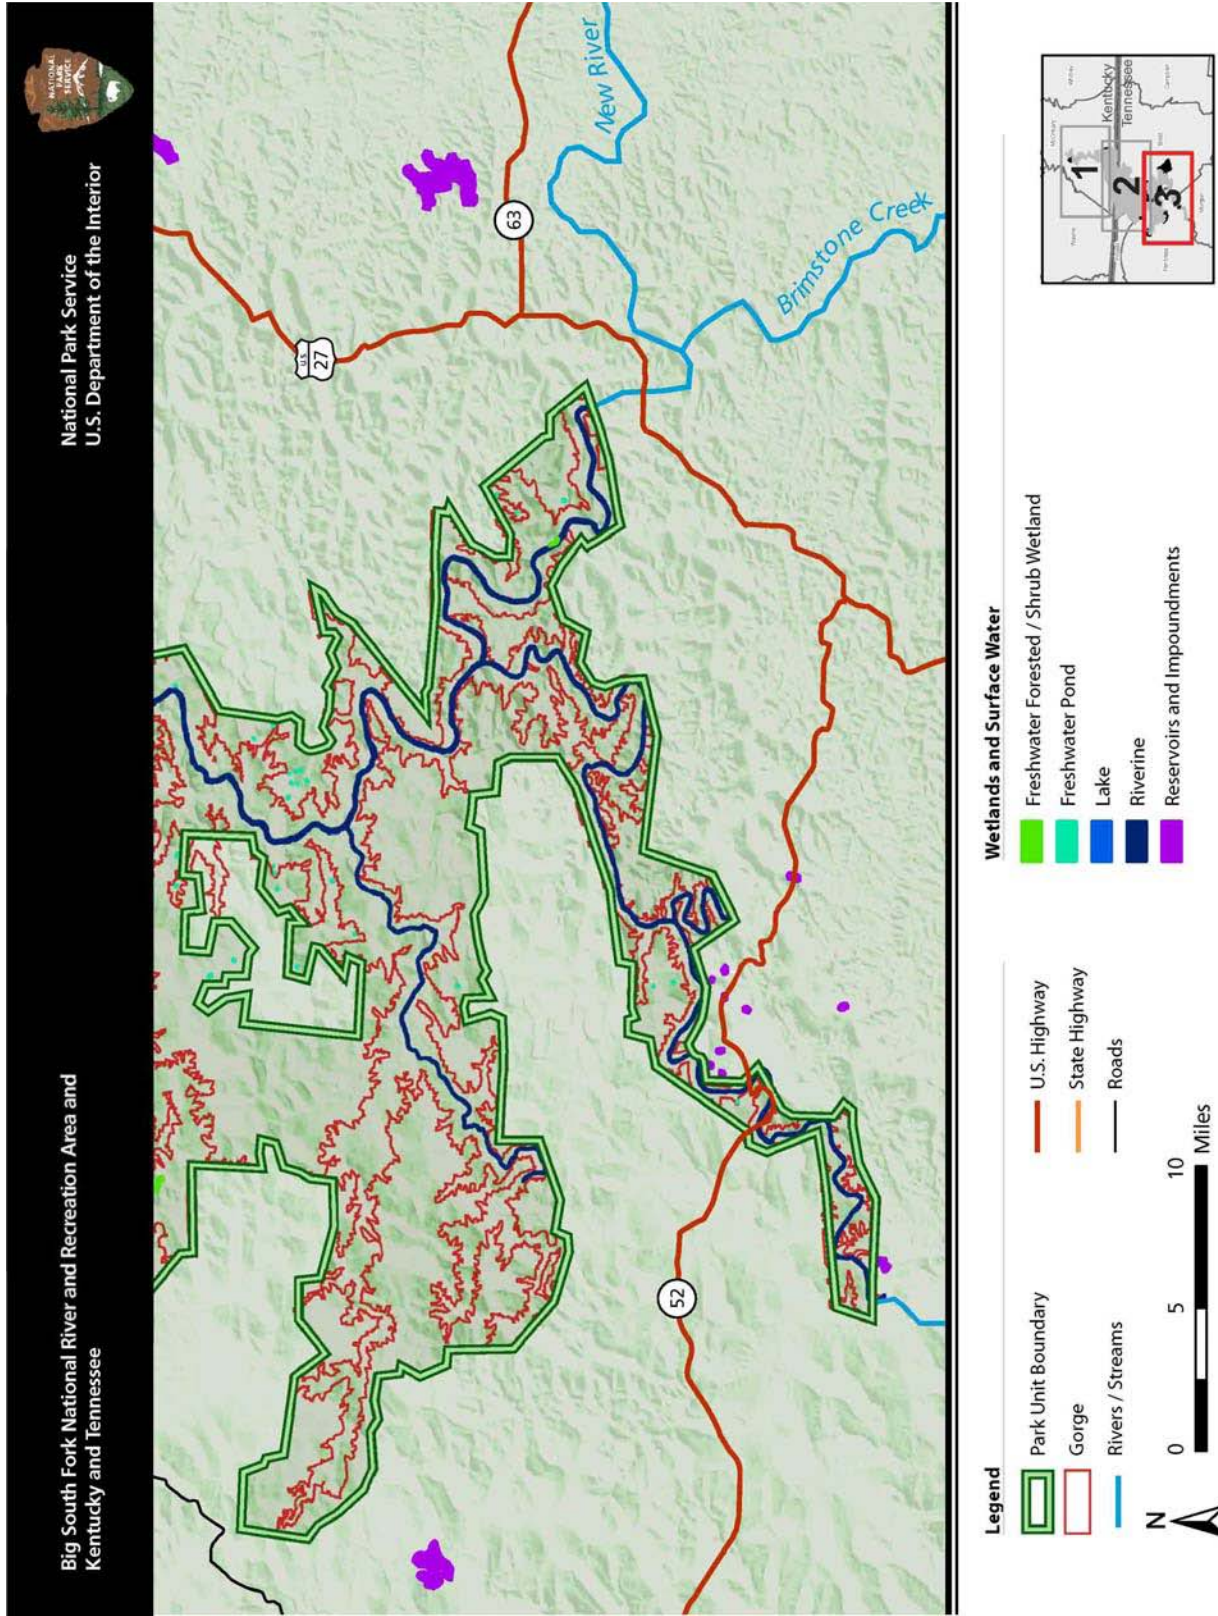 Big South Fork National River and Recreation Area and
Kentucky and Tennessee
National Park Service
U.S. Department of the Interior
NATIONAL
PARK
SERVICE
U.S.
27
63
52
New River
Brimstone Creek
Legend
Park Unit Boundary
Gorge
Rivers / Streams
U.S. Highway
State Highway
Roads
N
0 5 10
Miles
Wetlands and Surface Water
Freshwater Forested / Shrub Wetland
Freshwater Pond
Lake
Riverine
Reservoirs and Impoundments
Kentucky
Tennessee
1
2
3